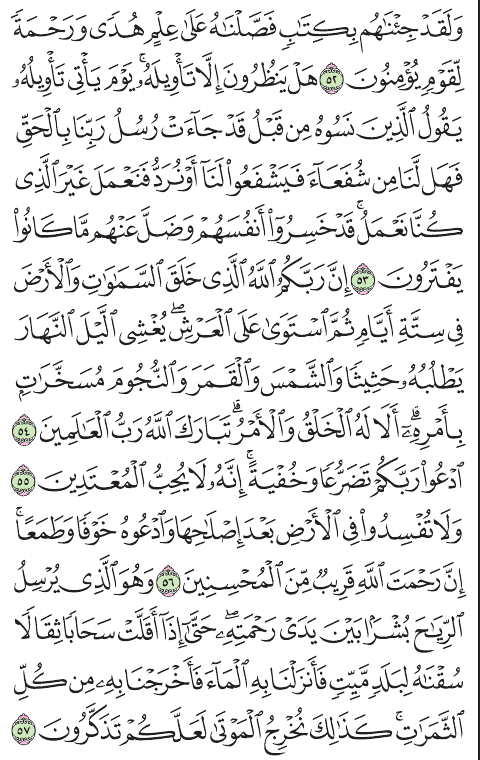 وَلَقَدْ جِئْنَٰهُم بِكِتَٰبٍ فَصَّلْنَٰهُ عَلَىٰ عِلْمٍ هُدًى وَرَحْمَةً
لِّقَوْمٍ يُؤْمِنُونَ ٥٢ هَلْ يَنظُرُونَ إِلَّا تَأْوِيلَهُۥ يَوْمَ يَأْتِى تَأْوِيلُهُۥ
يَقُولُ ٱلَّذِينَ نَسُوهُ مِن قَبْلُ قَدْ جَآءَتْ رُسُلُ رَبِّنَا بِٱلْحَقِّ
فَهَل لَّنَا مِن شُفَعَآءَ فَيَشْفَعُوا۟ لَنَآ أَوْ نُرَدُّ فَنَعْمَلَ غَيْرَ ٱلَّذِى
كُنَّا نَعْمَلُ ۚ قَدْ خَسِرُوٓا۟ أَنفُسَهُمْ وَضَلَّ عَنْهُم مَّا كَانُوا۟
يَفْتَرُونَ ٥٣ إِنَّ رَبَّكُمُ ٱللَّهُ ٱلَّذِى خَلَقَ ٱلسَّمَٰوَٰتِ وَٱلْأَرْضَ
فِى سِتَّةِ أَيَّامٍ ثُمَّ ٱسْتَوَىٰ عَلَى ٱلْعَرْشِ ۖ يُغْشِى ٱلَّيْلَ ٱلنَّهَارَ
يَطْلُبُهُۥ حَثِيثًا وَٱلشَّمْسَ وَٱلْقَمَرَ وَٱلنُّجُومَ مُسَخَّرَٰتٍۭ
بِأَمْرِهِۦٓ ۗ أَلَا لَهُ ٱلْخَلْقُ وَٱلْأَمْرُ ۗ تَبَارَكَ ٱللَّهُ رَبُّ ٱلْعَٰلَمِينَ ٥٤
ٱدْعُوا۟ رَبَّكُمْ تَضَرُّعًا وَخُفْيَةً ۚ إِنَّهُۥ لَا يُحِبُّ ٱلْمُعْتَدِينَ ٥٥
وَلَا تُفْسِدُوا۟ فِى ٱلْأَرْضِ بَعْدَ إِصْلَٰحِهَا وَٱدْعُوهُ خَوْفًا وَطَمَعًا ۚ
إِنَّ رَحْمَتَ ٱللَّهِ قَرِيبٌ مِّنَ ٱلْمُحْسِنِينَ ٥٦ وَهُوَ ٱلَّذِى يُرْسِلُ
ٱلرِّيَٰحَ بُشْرًۢا بَيْنَ يَدَىْ رَحْمَتِهِۦ ۖ حَتَّىٰٓ إِذَآ أَقَلَّتْ سَحَابًا ثِقَالًا
سُقْنَٰهُ لِبَلَدٍ مَّيِّتٍ فَأَنزَلْنَا بِهِ ٱلْمَآءَ فَأَخْرَجْنَا بِهِۦ مِن كُلِّ
ٱلثَّمَرَٰتِ ۚ كَذَٰلِكَ نُخْرِجُ ٱلْمَوْتَىٰ لَعَلَّكُمْ تَذَكَّرُونَ ٥٧